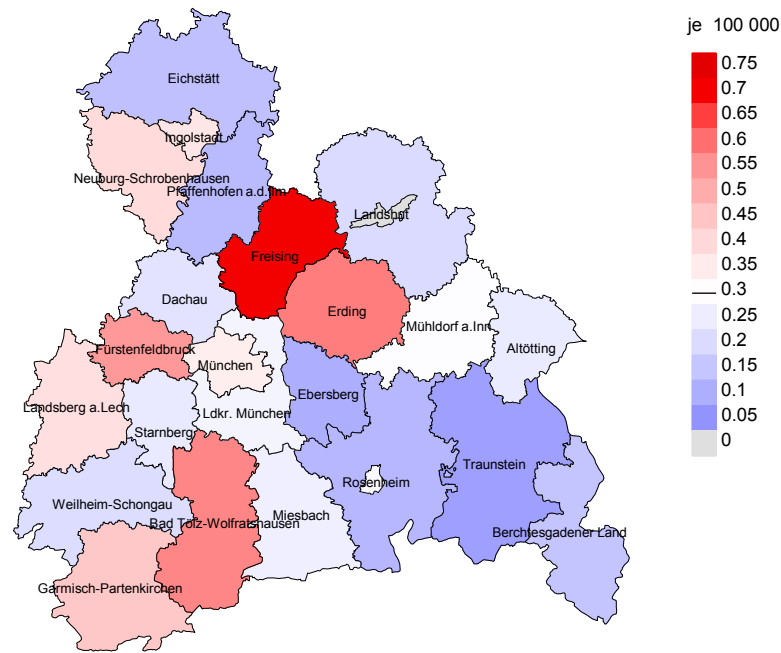 je 100 000
0.75
0.7
0.65
0.6
0.55
0.5
0.45
0.4
0.35
0.3
0.25
0.2
0.15
0.1
0.05
0
Eichstätt
Ingolstadt
Neuburg-Schrobenhausen
Pfaffenhofen a.d.Ilm
Landshut
Freising
Dachau
Erding
Mühldorf a.Inn
Altötting
Fürstenfeldbruck
München
Ebersberg
Landsberg a.Lech
Ldkr. München
Starnberg
Traunstein
Rosenheim
Weilheim-Schongau
Miesbach
Bad Tölz-Wolfratshausen
Berchtesgadener Land
Garmisch-Partenkirchen